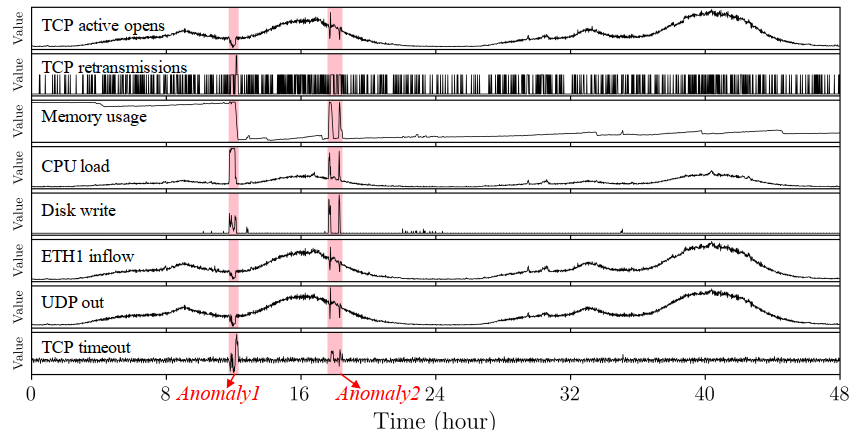 Value TCP active opens
Value TCP retransmissions
Value Memory usage
Value CPU load
Value Disk write
Value ETH1 inflow
Value UDP out
Value TCP timeout
0 8 16 24 32 40 48
Anomaly1 Anomaly2
Time (hour)